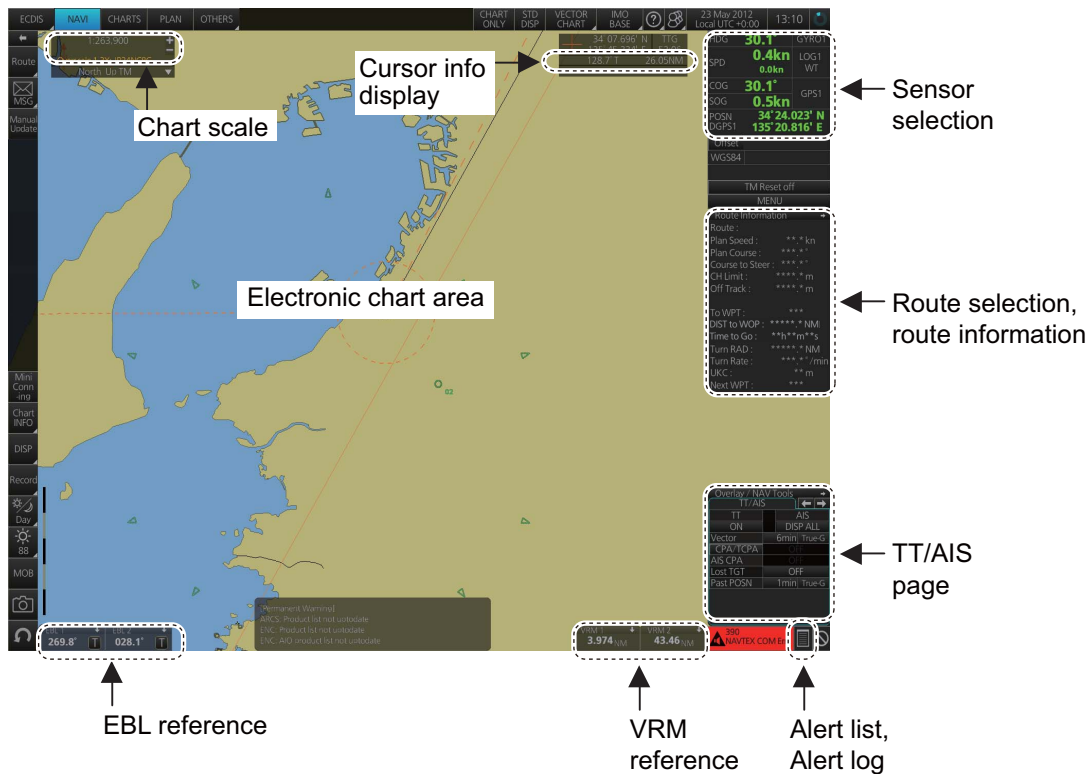 ECDIS NAVI CHARTS PLAN OTHERS CHART ONLY STD DISP VECTOR CHART IMO BASE ? 23 May 2012 Local UTC +0:00 13:10
Route
MSG
Manual Update
1:263,900 + −
North Up TM
Chart scale
Cursor info display
34°07.696' N TTG
128.7°T 26.05NM
HDG 30.1° GYRO1
SPD 0.4kn LOG1
0.0kn WT
COG 30.1° GPS1
SOG 0.5kn
POSN 34°24.023' N
DGPS1 135°20.816' E
Offset
WGS84
TM Reset off
MENU
Sensor selection
Electronic chart area
Route Information
Route :
Plan Speed : **.* kn
Plan Course : ***.*°
Course to Steer : ***.*°
CH Limit : ****.* m
Off Track : ****.* m
To WPT : ***
DIST to WOP : *****.* NM
Time to Go : **h**m**s
Turn RAD : *****.* NM
Turn Rate : ***.*°/min
UKC : ** m
Next WPT : ***
Route selection, route information
Mini Conn -ing
Chart INFO
DISP
Record
Day
88
MOB
02
Overlay / NAV Tools
TT/AIS
TT AIS
ON DISP ALL
Vector 6min True-G
CPA/TCPA OFF
AIS CPA OFF
Lost TGT OFF
Past POSN 1min True-G
TT/AIS page
[Permanent Warning]
ARCS: Product list not uptodate
ENC: Product list not uptodate
ENC: AIO product list not uptodate
EBL 1 269.8° T EBL 2 028.1° T
VRM 1 3.974 NM VRM 2 43.46 NM
390
NAVTEX COM Er
EBL reference
VRM reference
Alert list, Alert log